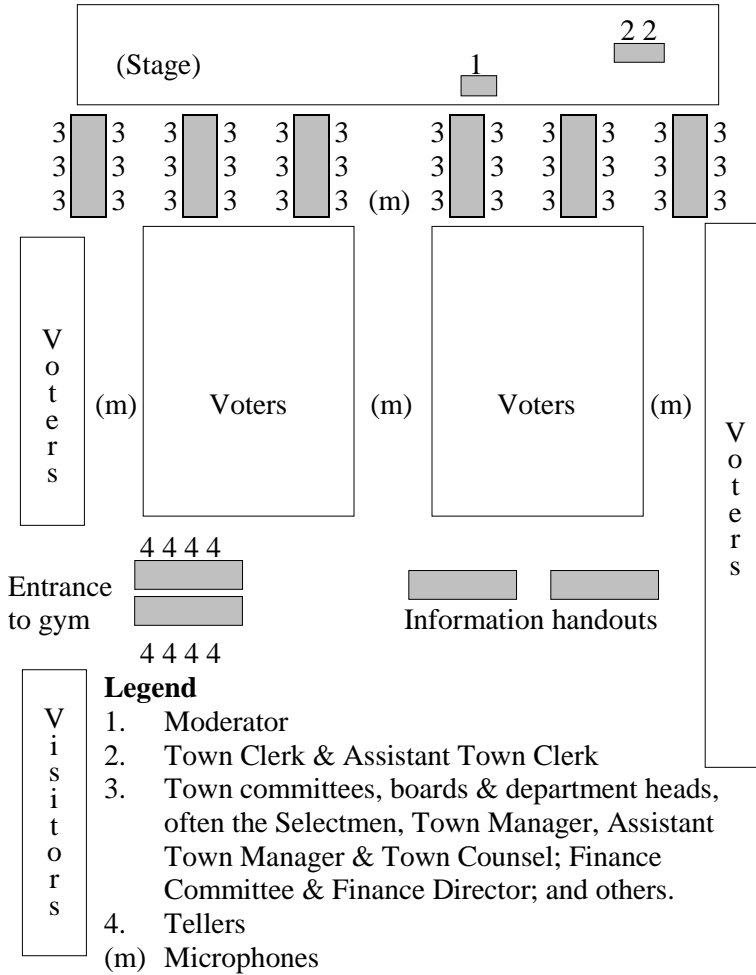 2 2
(Stage)
1
3 3 3 3 3 3 3 3 3 3 3 3
3 3 3 3 3 3 3 3 3 3 3 3
3 3 3 3 3 3 (m) 3 3 3 3 3 3
Voters
(m) Voters (m) Voters (m)
Voters
4 4 4 4
Entrance
to gym
Information handouts
4 4 4 4
Visitors
Legend
1. Moderator
2. Town Clerk & Assistant Town Clerk
3. Town committees, boards & department heads,
often the Selectmen, Town Manager, Assistant
Town Manager & Town Counsel; Finance
Committee & Finance Director; and others.
4. Tellers
(m) Microphones